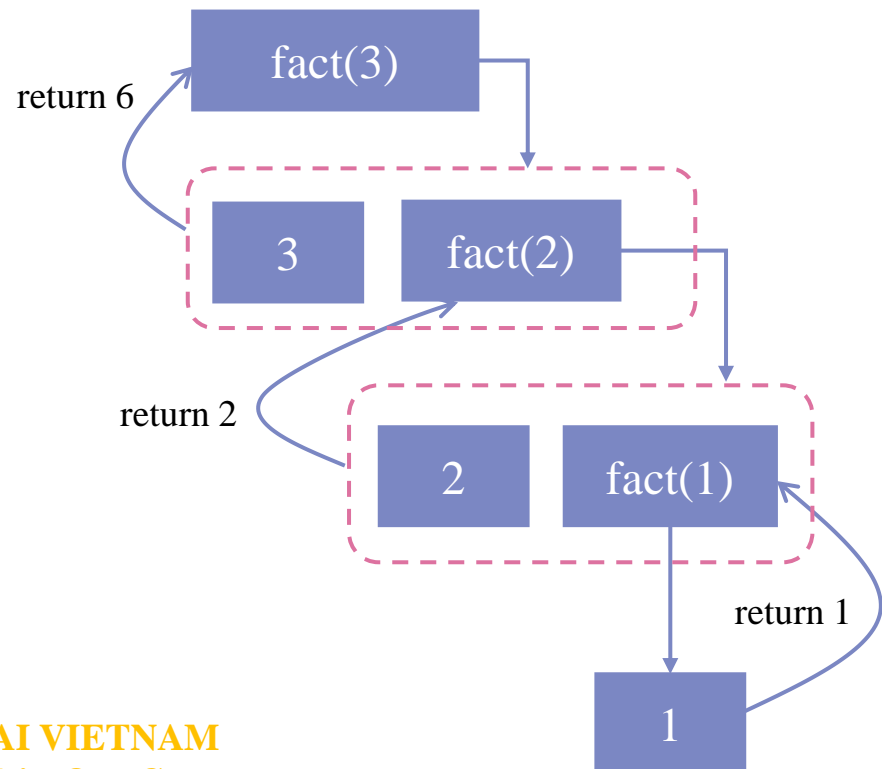 fact(3)
return 6
3
fact(2)
return 2
2
fact(1)
return 1
1
AI VIETNAM